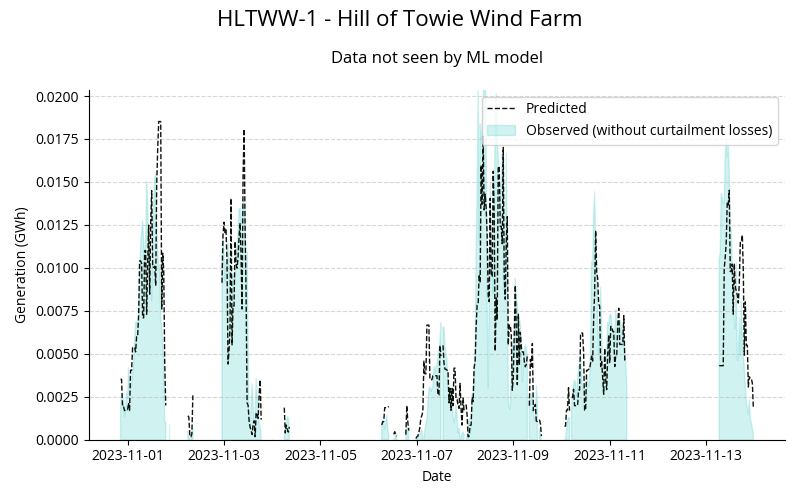 HLTWW-1 - Hill of Towie Wind Farm
Data not seen by ML model
Predicted
Observed (without curtailment losses)
Generation (GWh)
0.0200
0.0175
0.0150
0.0125
0.0100
0.0075
0.0050
0.0025
0.0000
2023-11-01 2023-11-03 2023-11-05 2023-11-07 2023-11-09 2023-11-11 2023-11-13
Date